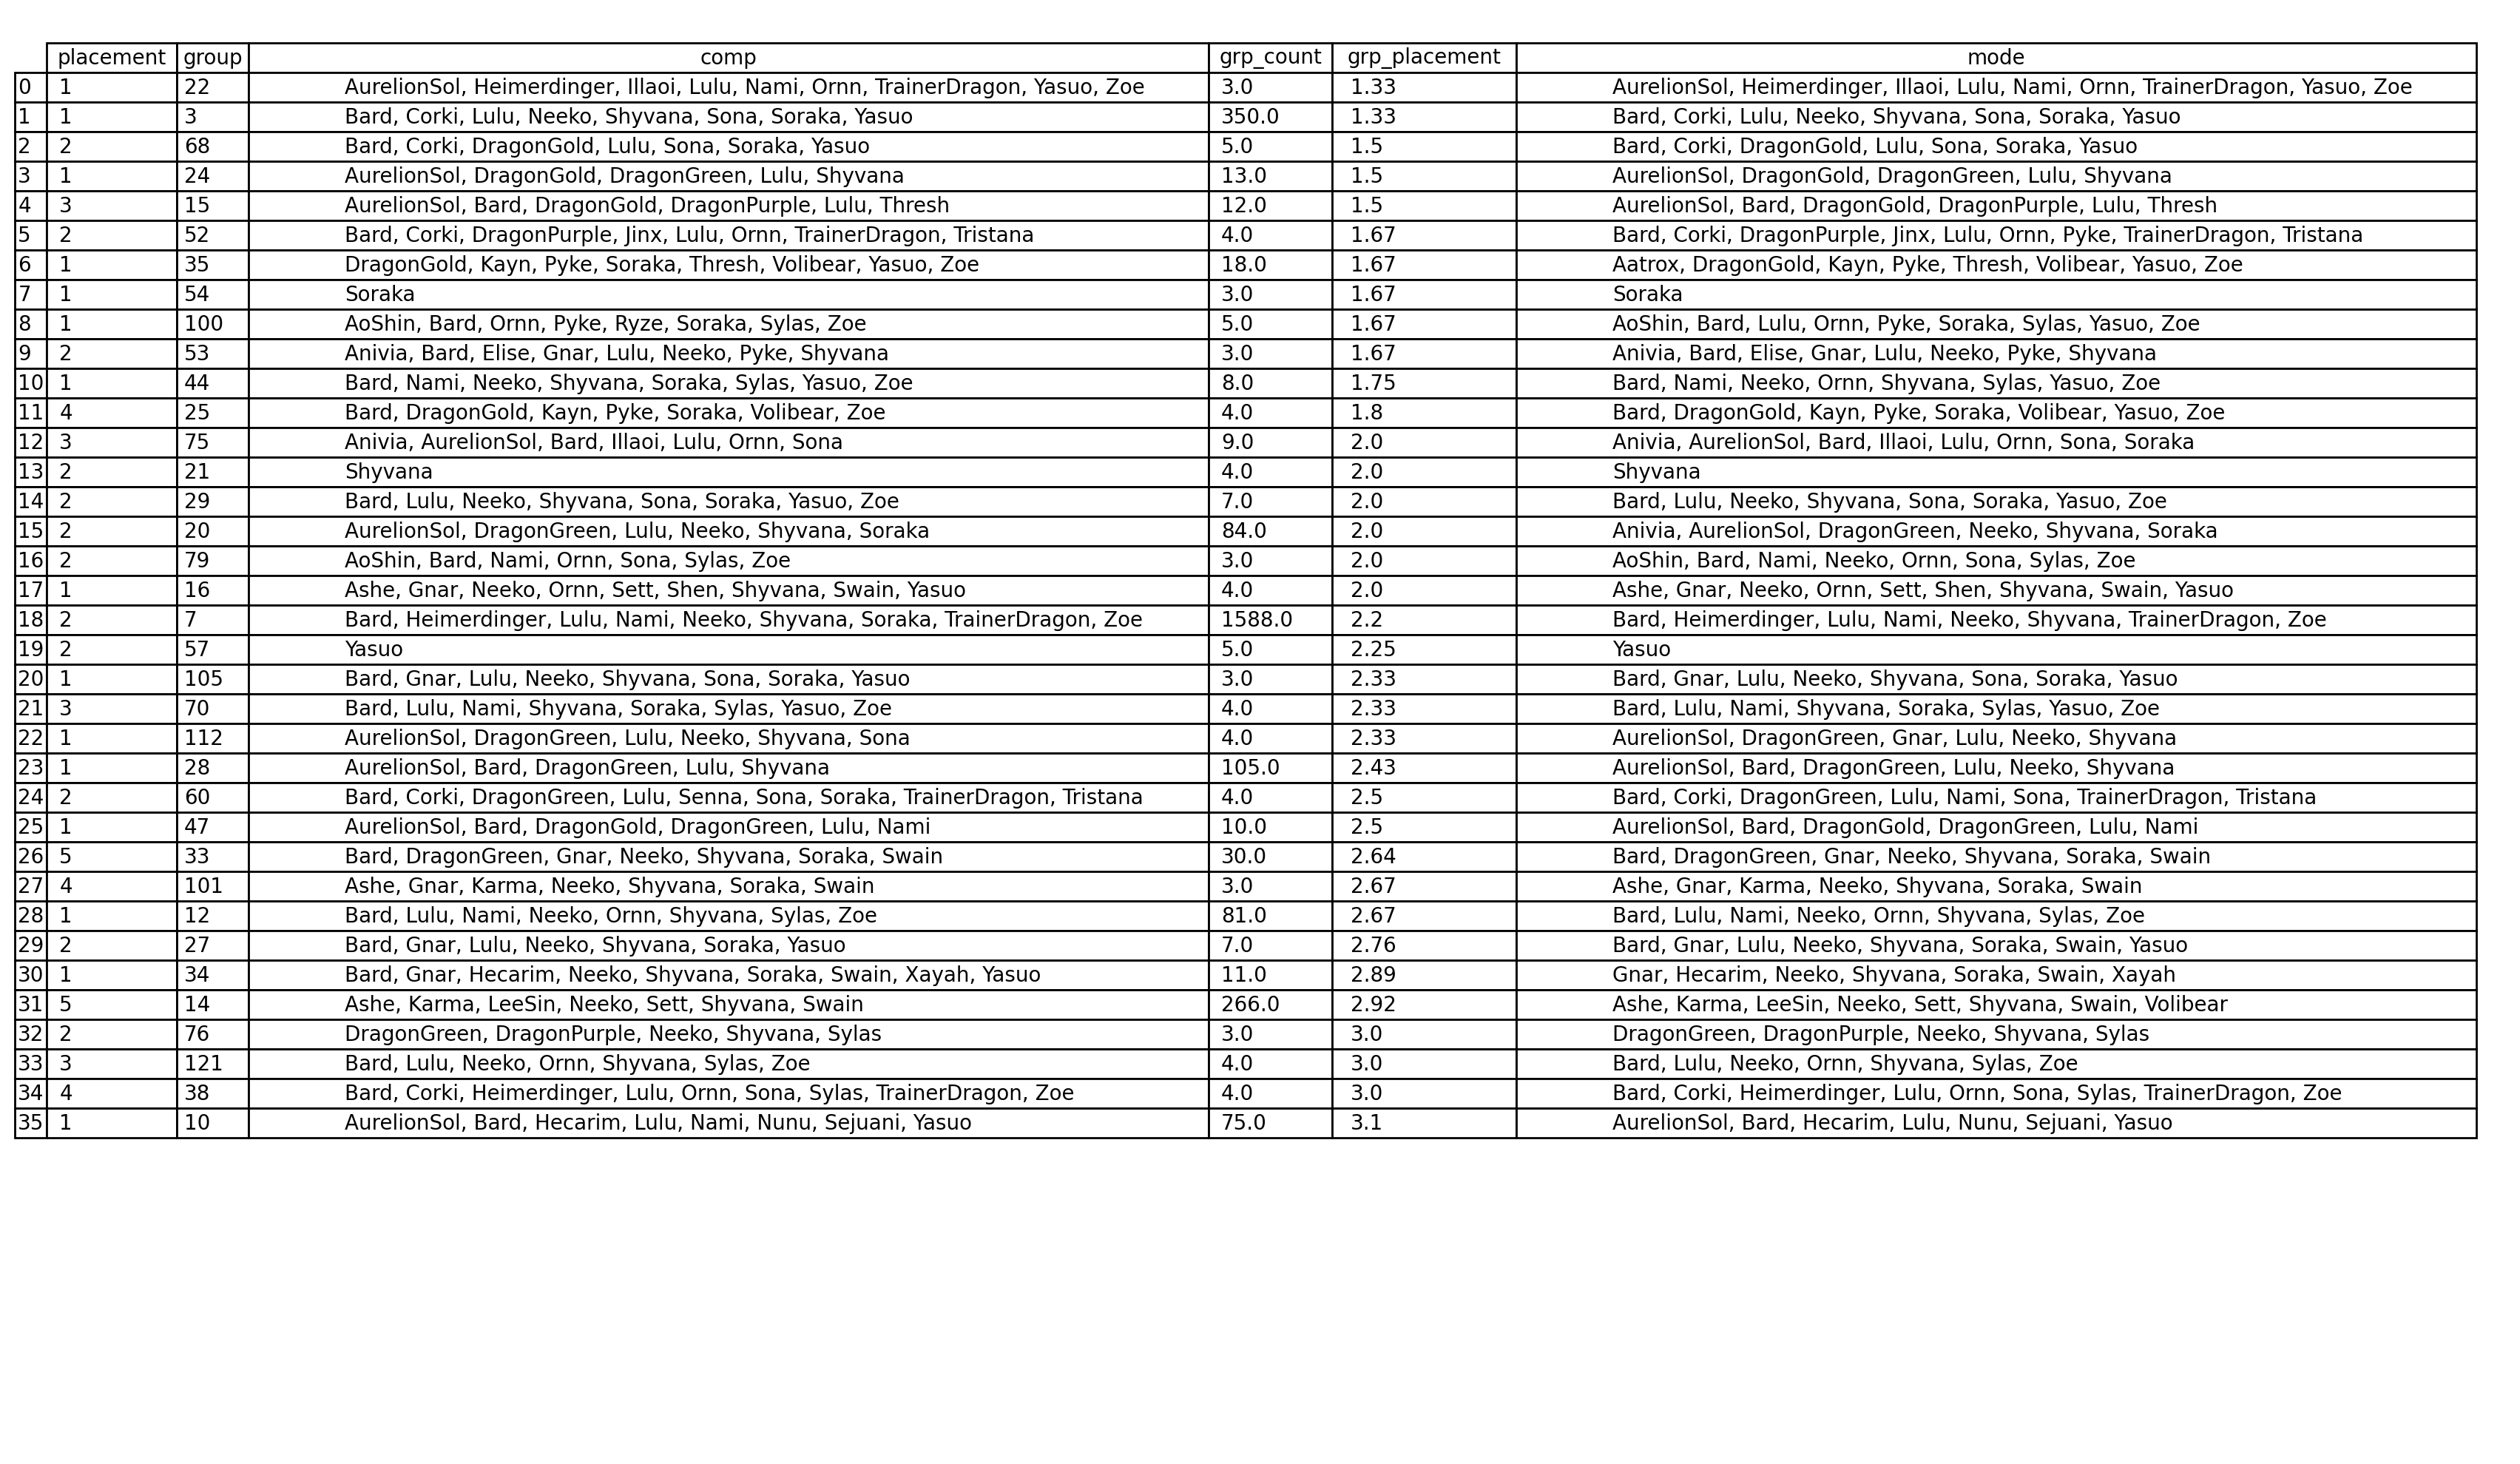 placement group comp grp_count grp_placement mode
0 1 22 AurelionSol, Heimerdinger, Illaoi, Lulu, Nami, Ornn, TrainerDragon, Yasuo, Zoe 3.0 1.33 AurelionSol, Heimerdinger, Illaoi, Lulu, Nami, Ornn, TrainerDragon, Yasuo, Zoe
1 1 3 Bard, Corki, Lulu, Neeko, Shyvana, Sona, Soraka, Yasuo 350.0 1.33 Bard, Corki, Lulu, Neeko, Shyvana, Sona, Soraka, Yasuo
2 2 68 Bard, Corki, DragonGold, Lulu, Sona, Soraka, Yasuo 5.0 1.5 Bard, Corki, DragonGold, Lulu, Sona, Soraka, Yasuo
3 1 24 AurelionSol, DragonGold, DragonGreen, Lulu, Shyvana 13.0 1.5 AurelionSol, DragonGold, DragonGreen, Lulu, Shyvana
4 3 15 AurelionSol, Bard, DragonGold, DragonPurple, Lulu, Thresh 12.0 1.5 AurelionSol, Bard, DragonGold, DragonPurple, Lulu, Thresh
5 2 52 Bard, Corki, DragonPurple, Jinx, Lulu, Ornn, TrainerDragon, Tristana 4.0 1.67 Bard, Corki, DragonPurple, Jinx, Lulu, Ornn, Pyke, TrainerDragon, Tristana
6 1 35 DragonGold, Kayn, Pyke, Soraka, Thresh, Volibear, Yasuo, Zoe 18.0 1.67 Aatrox, DragonGold, Kayn, Pyke, Thresh, Volibear, Yasuo, Zoe
7 1 54 Soraka 3.0 1.67 Soraka
8 1 100 AoShin, Bard, Ornn, Pyke, Ryze, Soraka, Sylas, Zoe 5.0 1.67 AoShin, Bard, Lulu, Ornn, Pyke, Soraka, Sylas, Yasuo, Zoe
9 2 53 Anivia, Bard, Elise, Gnar, Lulu, Neeko, Pyke, Shyvana 3.0 1.67 Anivia, Bard, Elise, Gnar, Lulu, Neeko, Pyke, Shyvana
10 1 44 Bard, Nami, Neeko, Shyvana, Soraka, Sylas, Yasuo, Zoe 8.0 1.75 Bard, Nami, Neeko, Ornn, Shyvana, Sylas, Yasuo, Zoe
11 4 25 Bard, DragonGold, Kayn, Pyke, Soraka, Volibear, Zoe 4.0 1.8 Bard, DragonGold, Kayn, Pyke, Soraka, Volibear, Yasuo, Zoe
12 3 75 Anivia, AurelionSol, Bard, Illaoi, Lulu, Ornn, Sona 9.0 2.0 Anivia, AurelionSol, Bard, Illaoi, Lulu, Ornn, Sona, Soraka
13 2 21 Shyvana 4.0 2.0 Shyvana
14 2 29 Bard, Lulu, Neeko, Shyvana, Sona, Soraka, Yasuo, Zoe 7.0 2.0 Bard, Lulu, Neeko, Shyvana, Sona, Soraka, Yasuo, Zoe
15 2 20 AurelionSol, DragonGreen, Lulu, Neeko, Shyvana, Soraka 84.0 2.0 Anivia, AurelionSol, DragonGreen, Neeko, Shyvana, Soraka
16 2 79 AoShin, Bard, Nami, Ornn, Sona, Sylas, Zoe 3.0 2.0 AoShin, Bard, Nami, Neeko, Ornn, Sona, Sylas, Zoe
17 1 16 Ashe, Gnar, Neeko, Ornn, Sett, Shen, Shyvana, Swain, Yasuo 4.0 2.0 Ashe, Gnar, Neeko, Ornn, Sett, Shen, Shyvana, Swain, Yasuo
18 2 7 Bard, Heimerdinger, Lulu, Nami, Neeko, Shyvana, Soraka, TrainerDragon, Zoe 1588.0 2.2 Bard, Heimerdinger, Lulu, Nami, Neeko, Shyvana, TrainerDragon, Zoe
19 2 57 Yasuo 5.0 2.25 Yasuo
20 1 105 Bard, Gnar, Lulu, Neeko, Shyvana, Sona, Soraka, Yasuo 3.0 2.33 Bard, Gnar, Lulu, Neeko, Shyvana, Sona, Soraka, Yasuo
21 3 70 Bard, Lulu, Nami, Shyvana, Soraka, Sylas, Yasuo, Zoe 4.0 2.33 Bard, Lulu, Nami, Shyvana, Soraka, Sylas, Yasuo, Zoe
22 1 112 AurelionSol, DragonGreen, Lulu, Neeko, Shyvana, Sona 4.0 2.33 AurelionSol, DragonGreen, Gnar, Lulu, Neeko, Shyvana
23 1 28 AurelionSol, Bard, DragonGreen, Lulu, Shyvana 105.0 2.43 AurelionSol, Bard, DragonGreen, Lulu, Neeko, Shyvana
24 2 60 Bard, Corki, DragonGreen, Lulu, Senna, Sona, Soraka, TrainerDragon, Tristana 4.0 2.5 Bard, Corki, DragonGreen, Lulu, Nami, Sona, TrainerDragon, Tristana
25 1 47 AurelionSol, Bard, DragonGold, DragonGreen, Lulu, Nami 10.0 2.5 AurelionSol, Bard, DragonGold, DragonGreen, Lulu, Nami
26 5 33 Bard, DragonGreen, Gnar, Neeko, Shyvana, Soraka, Swain 30.0 2.64 Bard, DragonGreen, Gnar, Neeko, Shyvana, Soraka, Swain
27 4 101 Ashe, Gnar, Karma, Neeko, Shyvana, Soraka, Swain 3.0 2.67 Ashe, Gnar, Karma, Neeko, Shyvana, Soraka, Swain
28 1 12 Bard, Lulu, Nami, Neeko, Ornn, Shyvana, Sylas, Zoe 81.0 2.67 Bard, Lulu, Nami, Neeko, Ornn, Shyvana, Sylas, Zoe
29 2 27 Bard, Gnar, Lulu, Neeko, Shyvana, Soraka, Yasuo 7.0 2.76 Bard, Gnar, Lulu, Neeko, Shyvana, Soraka, Swain, Yasuo
30 1 34 Bard, Gnar, Hecarim, Neeko, Shyvana, Soraka, Swain, Xayah, Yasuo 11.0 2.89 Gnar, Hecarim, Neeko, Shyvana, Soraka, Swain, Xayah
31 5 14 Ashe, Karma, LeeSin, Neeko, Sett, Shyvana, Swain 266.0 2.92 Ashe, Karma, LeeSin, Neeko, Sett, Shyvana, Swain, Volibear
32 2 76 DragonGreen, DragonPurple, Neeko, Shyvana, Sylas 3.0 3.0 DragonGreen, DragonPurple, Neeko, Shyvana, Sylas
33 3 121 Bard, Lulu, Neeko, Ornn, Shyvana, Sylas, Zoe 4.0 3.0 Bard, Lulu, Neeko, Ornn, Shyvana, Sylas, Zoe
34 4 38 Bard, Corki, Heimerdinger, Lulu, Ornn, Sona, Sylas, TrainerDragon, Zoe 4.0 3.0 Bard, Corki, Heimerdinger, Lulu, Ornn, Sona, Sylas, TrainerDragon, Zoe
35 1 10 AurelionSol, Bard, Hecarim, Lulu, Nami, Nunu, Sejuani, Yasuo 75.0 3.1 AurelionSol, Bard, Hecarim, Lulu, Nunu, Sejuani, Yasuo